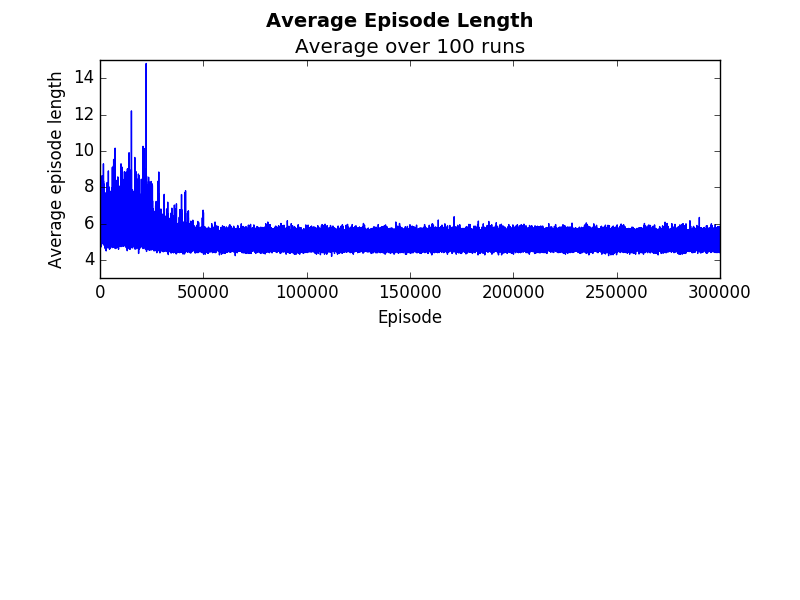 Average Episode Length
Average over 100 runs
Average episode length
14
12
10
8
6
4
0 50000 100000 150000 200000 250000 300000
Episode